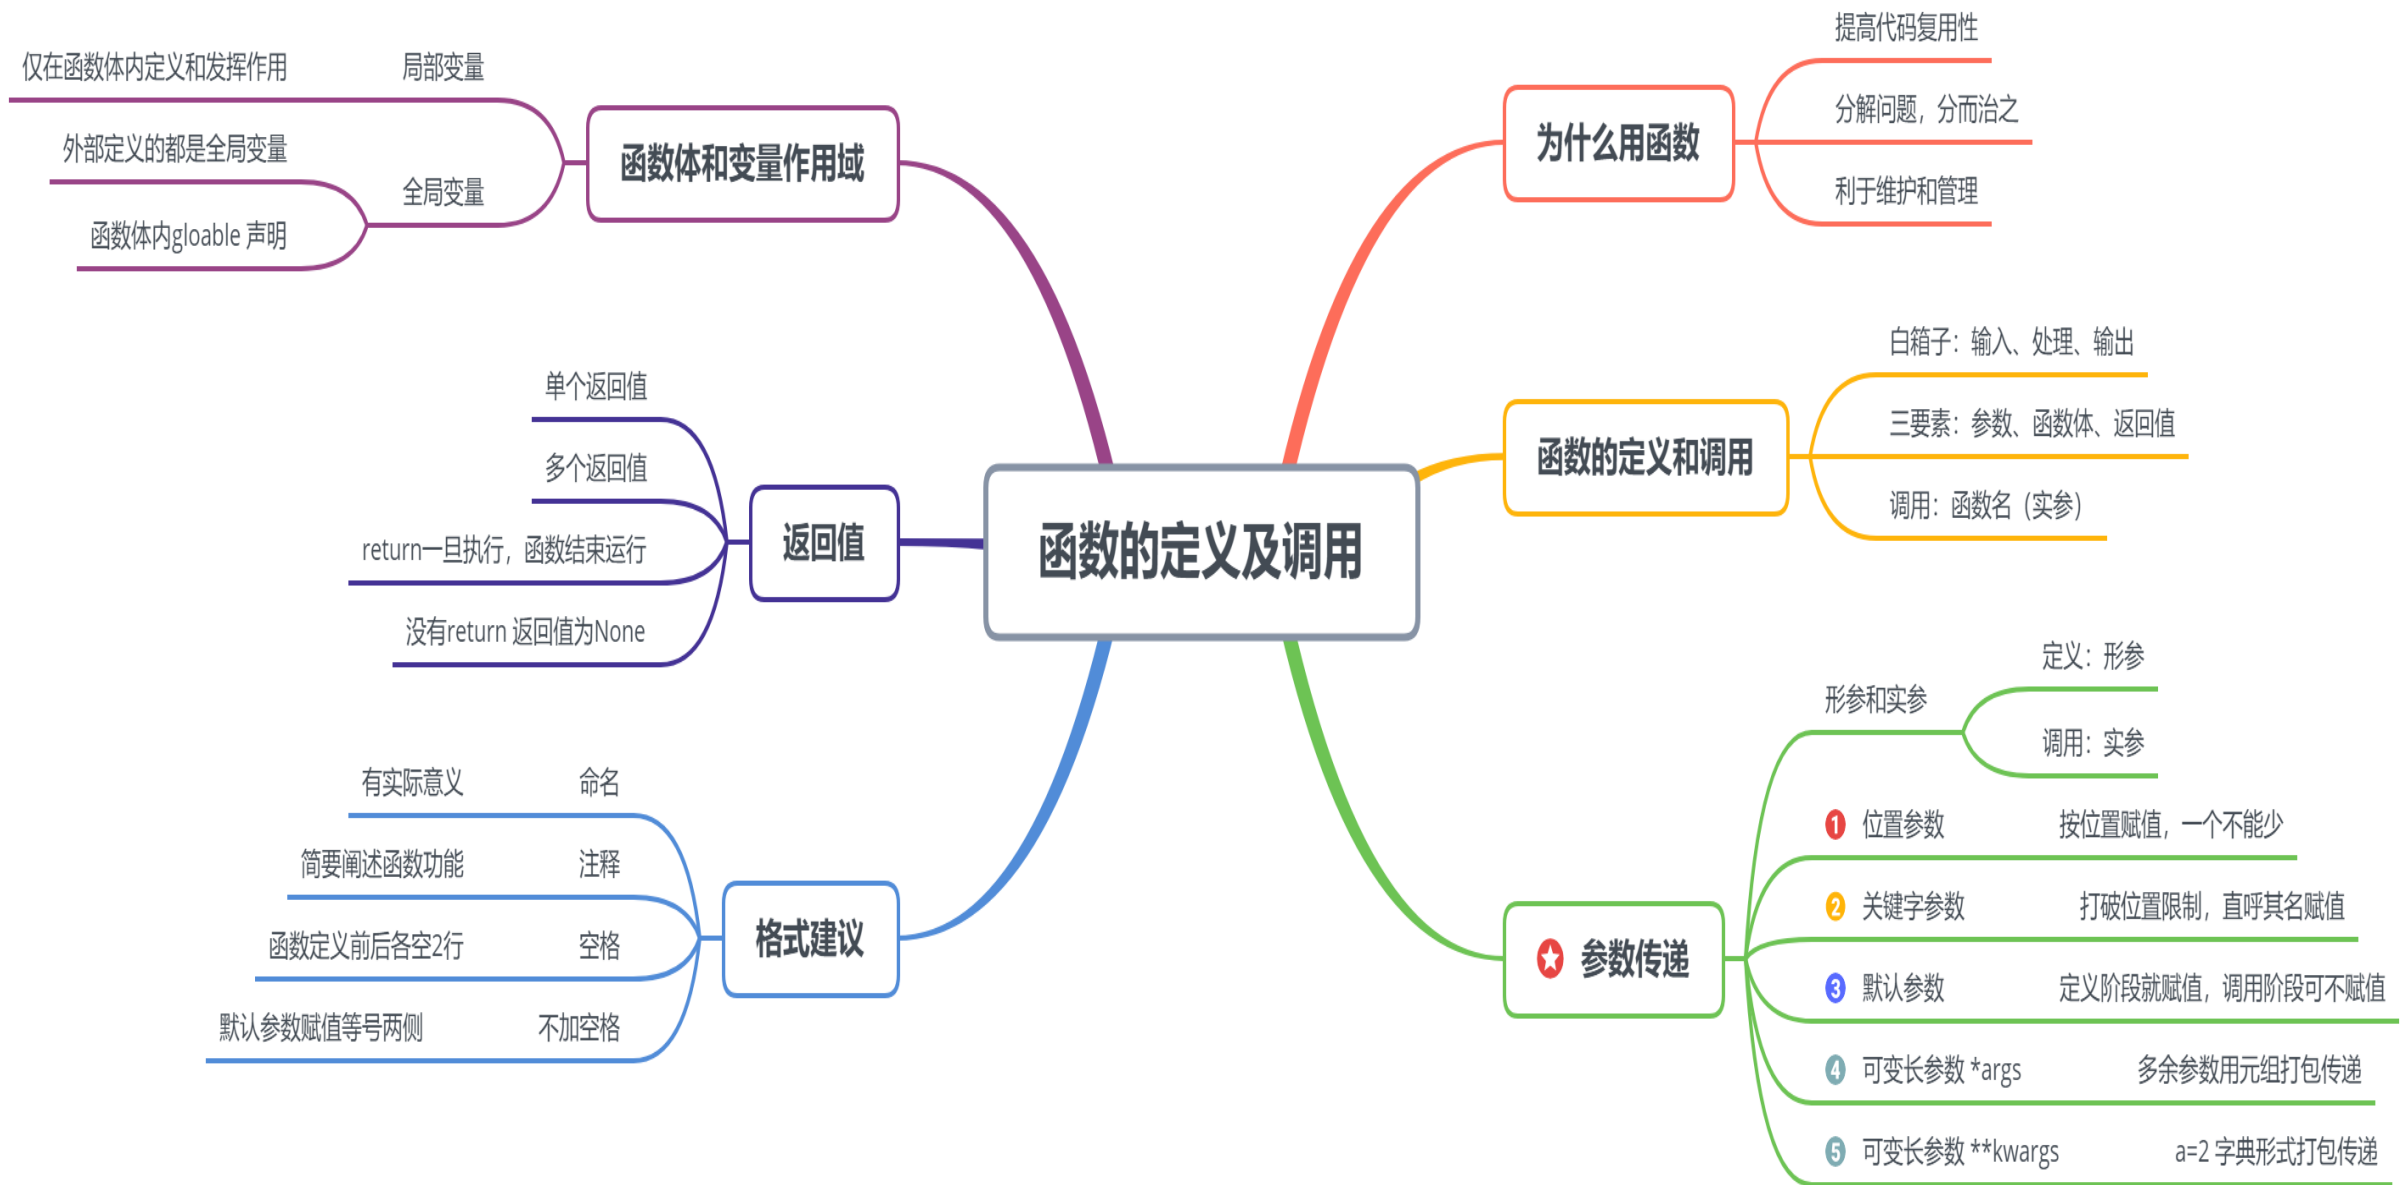 函数的定义及调用
为什么用函数
提高代码复用性
分解问题，分而治之
利于维护和管理
函数的定义和调用
白箱子：输入、处理、输出
三要素：参数、函数体、返回值
调用：函数名（实参）
参数传递
形参和实参
定义：形参
调用：实参
1 位置参数
按位置赋值，一个不能少
2 关键字参数
打破位置限制，直呼其名赋值
3 默认参数
定义阶段就赋值，调用阶段可不赋值
4 可变长参数 *args
多余参数用元组打包传递
5 可变长参数 **kwargs
a=2 字典形式打包传递
函数体和变量作用域
局部变量
仅在函数体内定义和发挥作用
全局变量
外部定义的都是全局变量
函数体内gloable 声明
返回值
单个返回值
多个返回值
return一旦执行，函数结束运行
没有return 返回值为None
格式建议
命名
有实际意义
注释
简要阐述函数功能
空格
函数定义前后各空2行
不加空格
默认参数赋值等号两侧